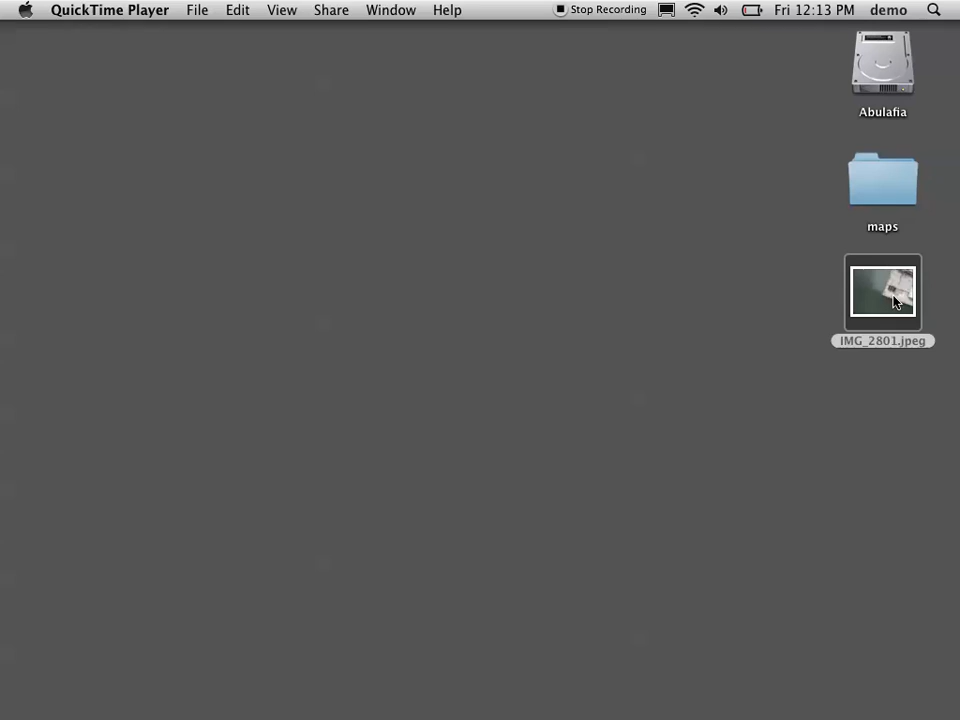 QuickTime Player File Edit View Share Window Help Stop Recording Fri 12:13 PM demo
Abulafia
maps
IMG_2801.jpeg